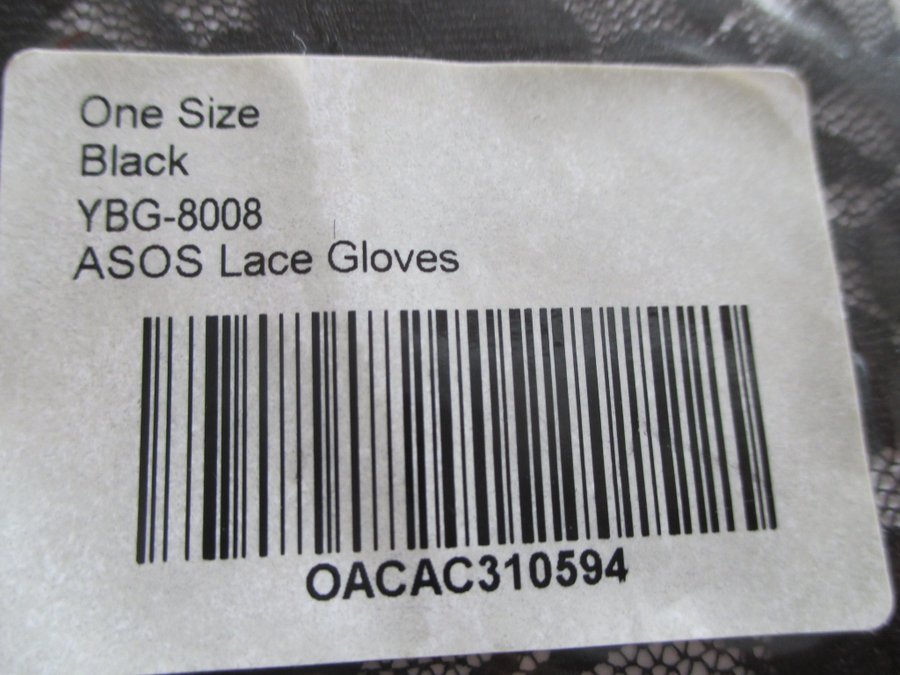 One Size
Black
YBG-8008
ASOS Lace Gloves
OACAC310594